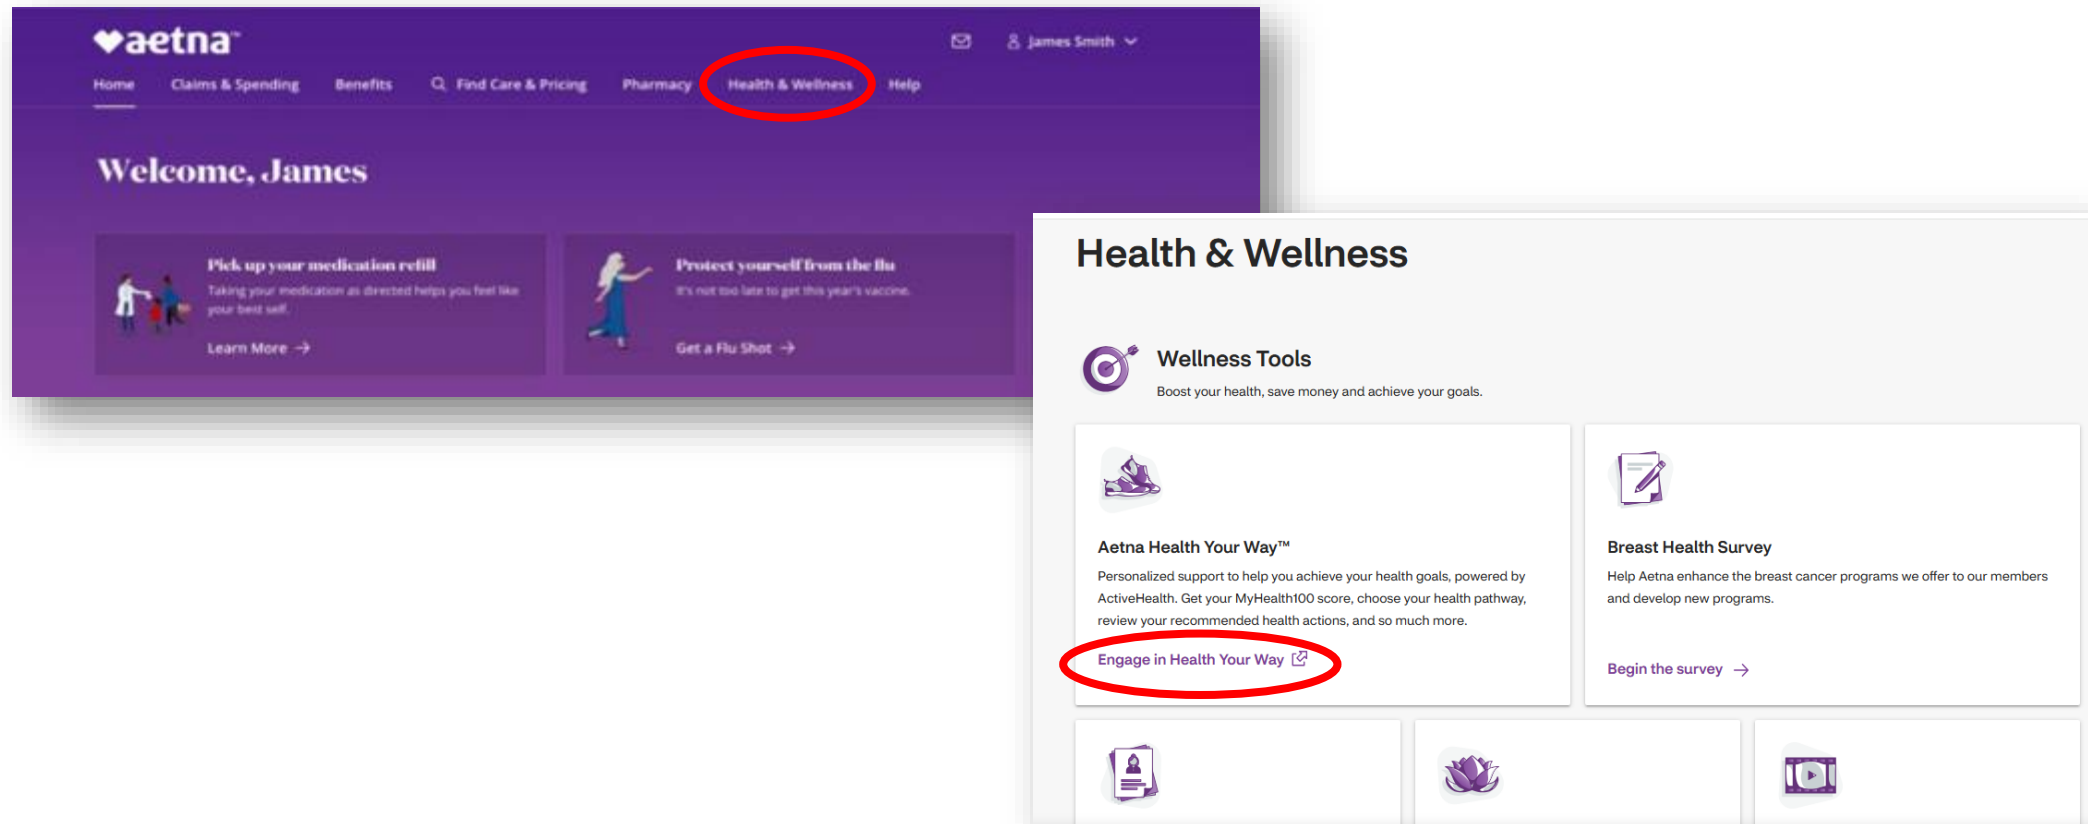 aetna™
James Smith
Home Claims & Spending Benefits Find Care & Pricing Pharmacy Health & Wellness Help
Welcome, James
Pick up your medication refill
Taking your medication as directed helps you feel like
your best self.
Learn More →
Protect yourself from the flu
It's not too late to get this year's vaccine.
Get a Flu Shot →
Health & Wellness
Wellness Tools
Boost your health, save money and achieve your goals.
Aetna Health Your Way™
Personalized support to help you achieve your health goals, powered by
ActiveHealth. Get your MyHealth100 score, choose your health pathway,
review your recommended health actions, and so much more.
Engage in Health Your Way
Breast Health Survey
Help Aetna enhance the breast cancer programs we offer to our members
and develop new programs.
Begin the survey →